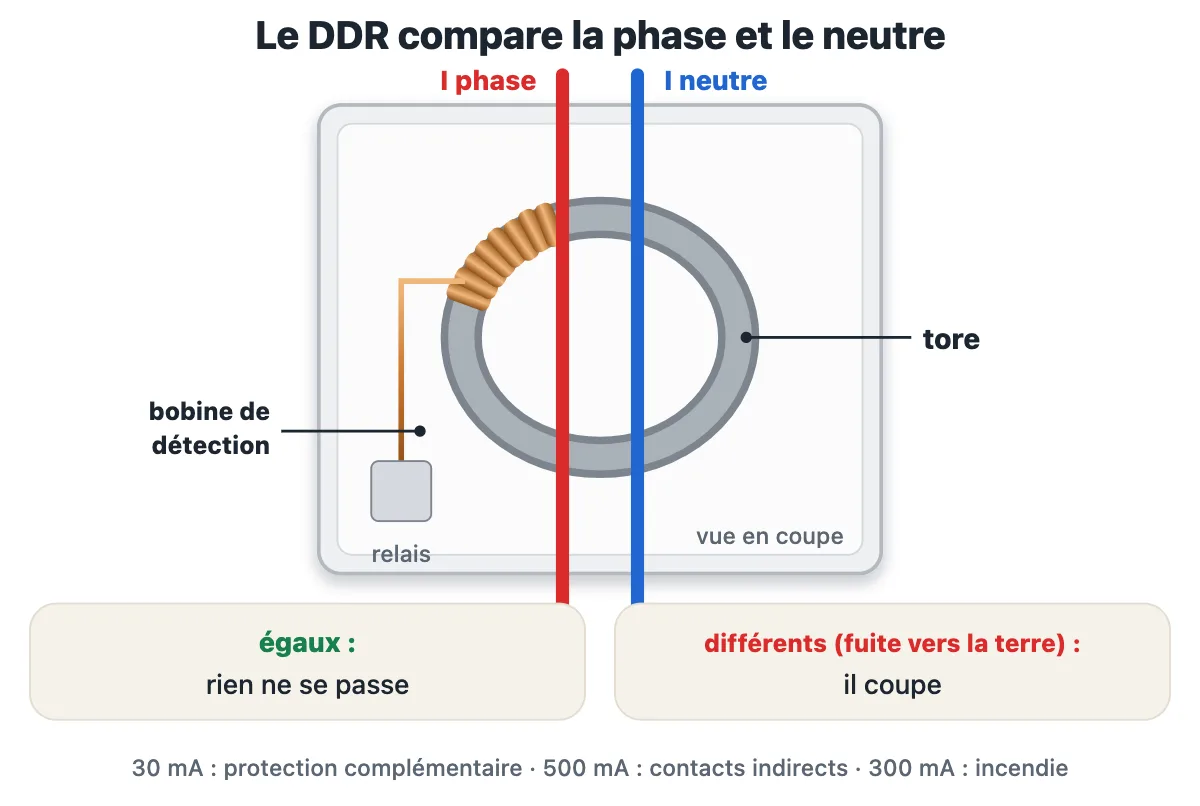 Le DDR compare la phase et le neutre
I phase
I neutre
tore
bobine de
détection
vue en coupe
relais
égaux :
rien ne se passe
différents (fuite vers la terre) :
il coupe
30 mA : protection complémentaire · 500 mA : contacts indirects · 300 mA : incendie